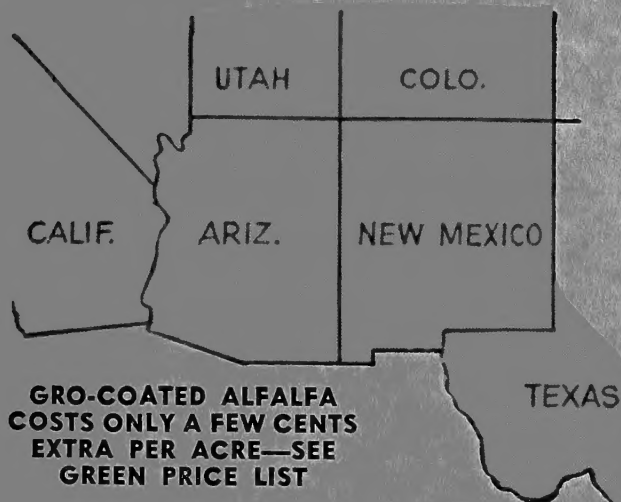 UTAH
COLO.
CALIF.
ARIZ.
NEW MEXICO
TEXAS
GRO-COATED ALFALFA
COSTS ONLY A FEW CENTS
EXTRA PER ACRE—SEE
GREEN PRICE LIST